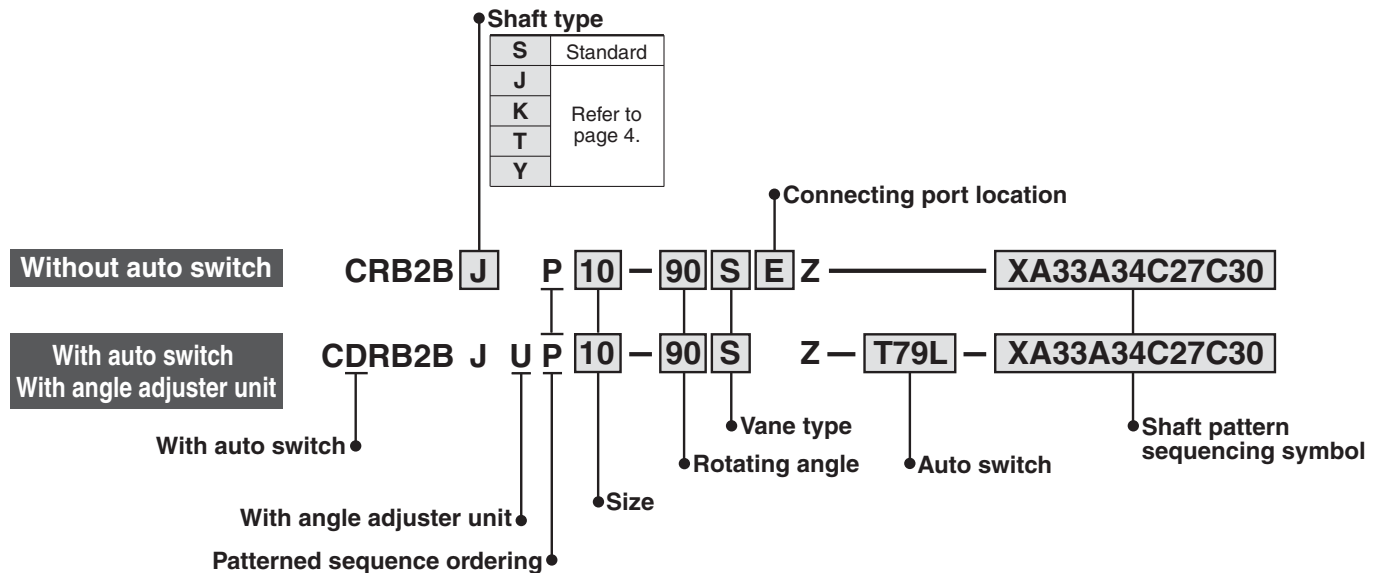 Shaft type
S Standard
J
K
T
Y
Refer to
page 4.
Connecting port location
Without auto switch
CRB2B J P 10 – 90 S E Z – XA33A34C27C30
With auto switch
With angle adjuster unit
CDRB2B J U P 10 – 90 S Z – T79L – XA33A34C27C30
With auto switch
Vane type
Shaft pattern
sequencing symbol
Rotating angle
Auto switch
Size
With angle adjuster unit
Patterned sequence ordering